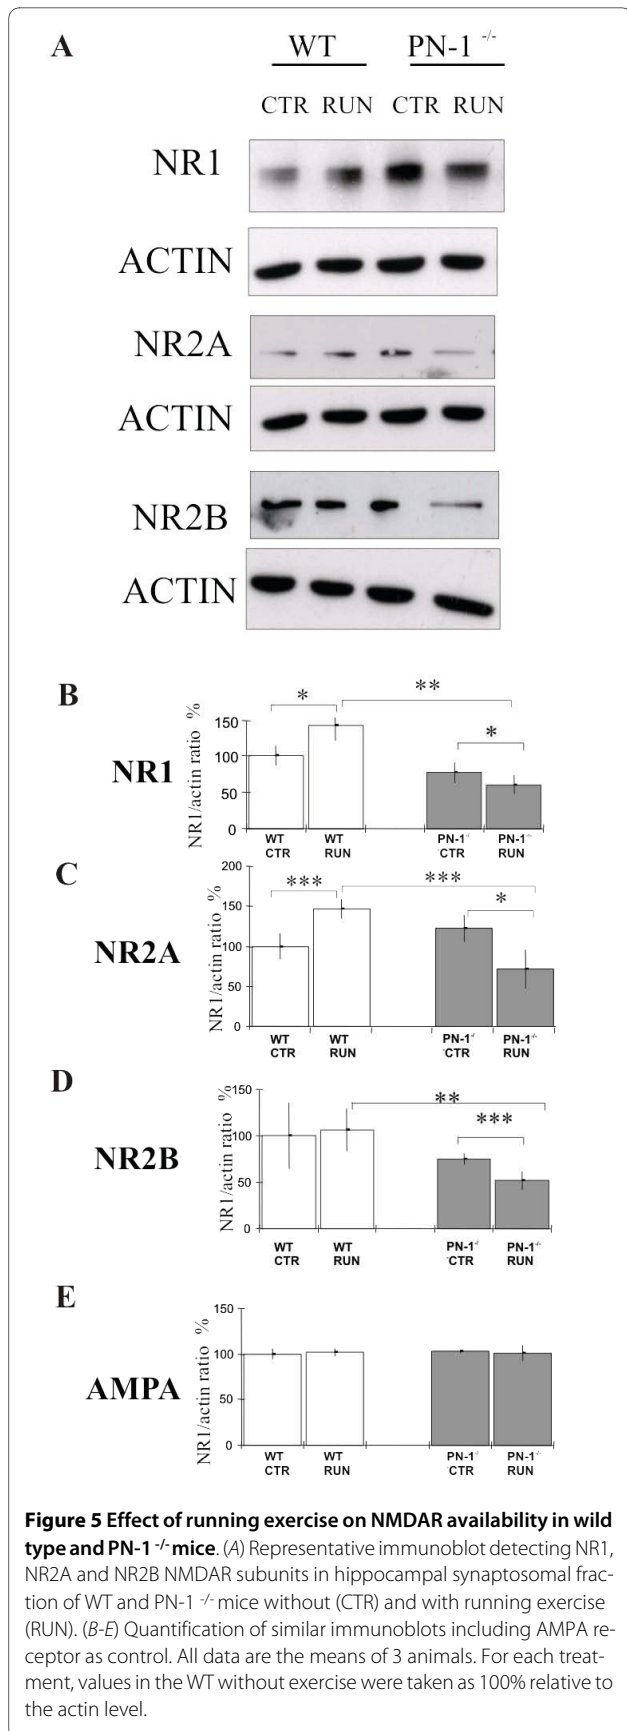 A
WT PN-1 -/-
CTR RUN CTR RUN
NR1
ACTIN
NR2A
ACTIN
NR2B
ACTIN
B
NR1
NR1/actin ratio %
150
100
50
0
* ** *
WT CTR
WT RUN
PN-1-/- CTR
PN-1-/- RUN
C
NR2A
NR1/actin ratio %
200
150
100
50
0
*** *** *
WT CTR
WT RUN
PN-1-/- CTR
PN-1-/- RUN
D
NR2B
NR1/actin ratio %
150
100
50
0
** ***
WT CTR
WT RUN
PN-1-/- CTR
PN-1-/- RUN
E
AMPA
NR1/actin ratio %
150
100
50
0
WT CTR
WT RUN
PN-1-/- CTR
PN-1-/- RUN
Figure 5 Effect of running exercise on NMDAR availability in wild
type and PN-1 -/- mice. (A) Representative immunoblot detecting NR1,
NR2A and NR2B NMDAR subunits in hippocampal synaptosomal frac-
tion of WT and PN-1 -/- mice without (CTR) and with running exercise
(RUN). (B-E) Quantification of similar immunoblots including AMPA re-
ceptor as control. All data are the means of 3 animals. For each treat-
ment, values in the WT without exercise were taken as 100% relative to
the actin level.